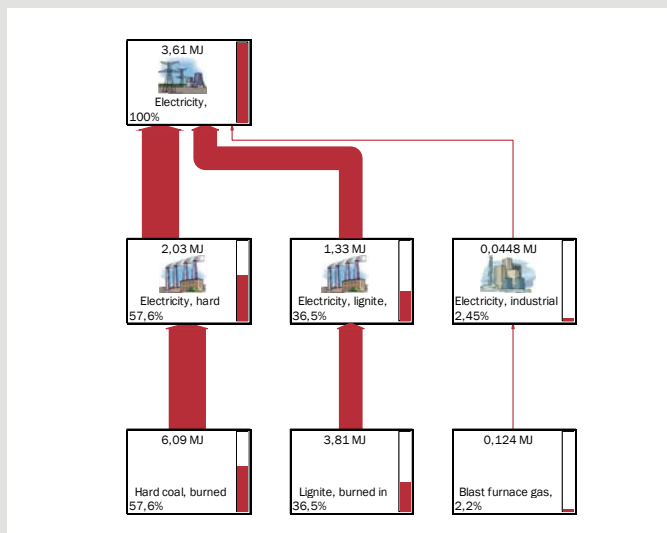 3,61 MJ
Electricity,
100%
2,03 MJ
Electricity, hard
57,6%
1,33 MJ
Electricity, lignite,
36,5%
0,0448 MJ
Electricity, industrial
2,45%
6,09 MJ
Hard coal, burned
57,6%
3,81 MJ
Lignite, burned in
36,5%
0,124 MJ
Blast furnace gas,
2,2%